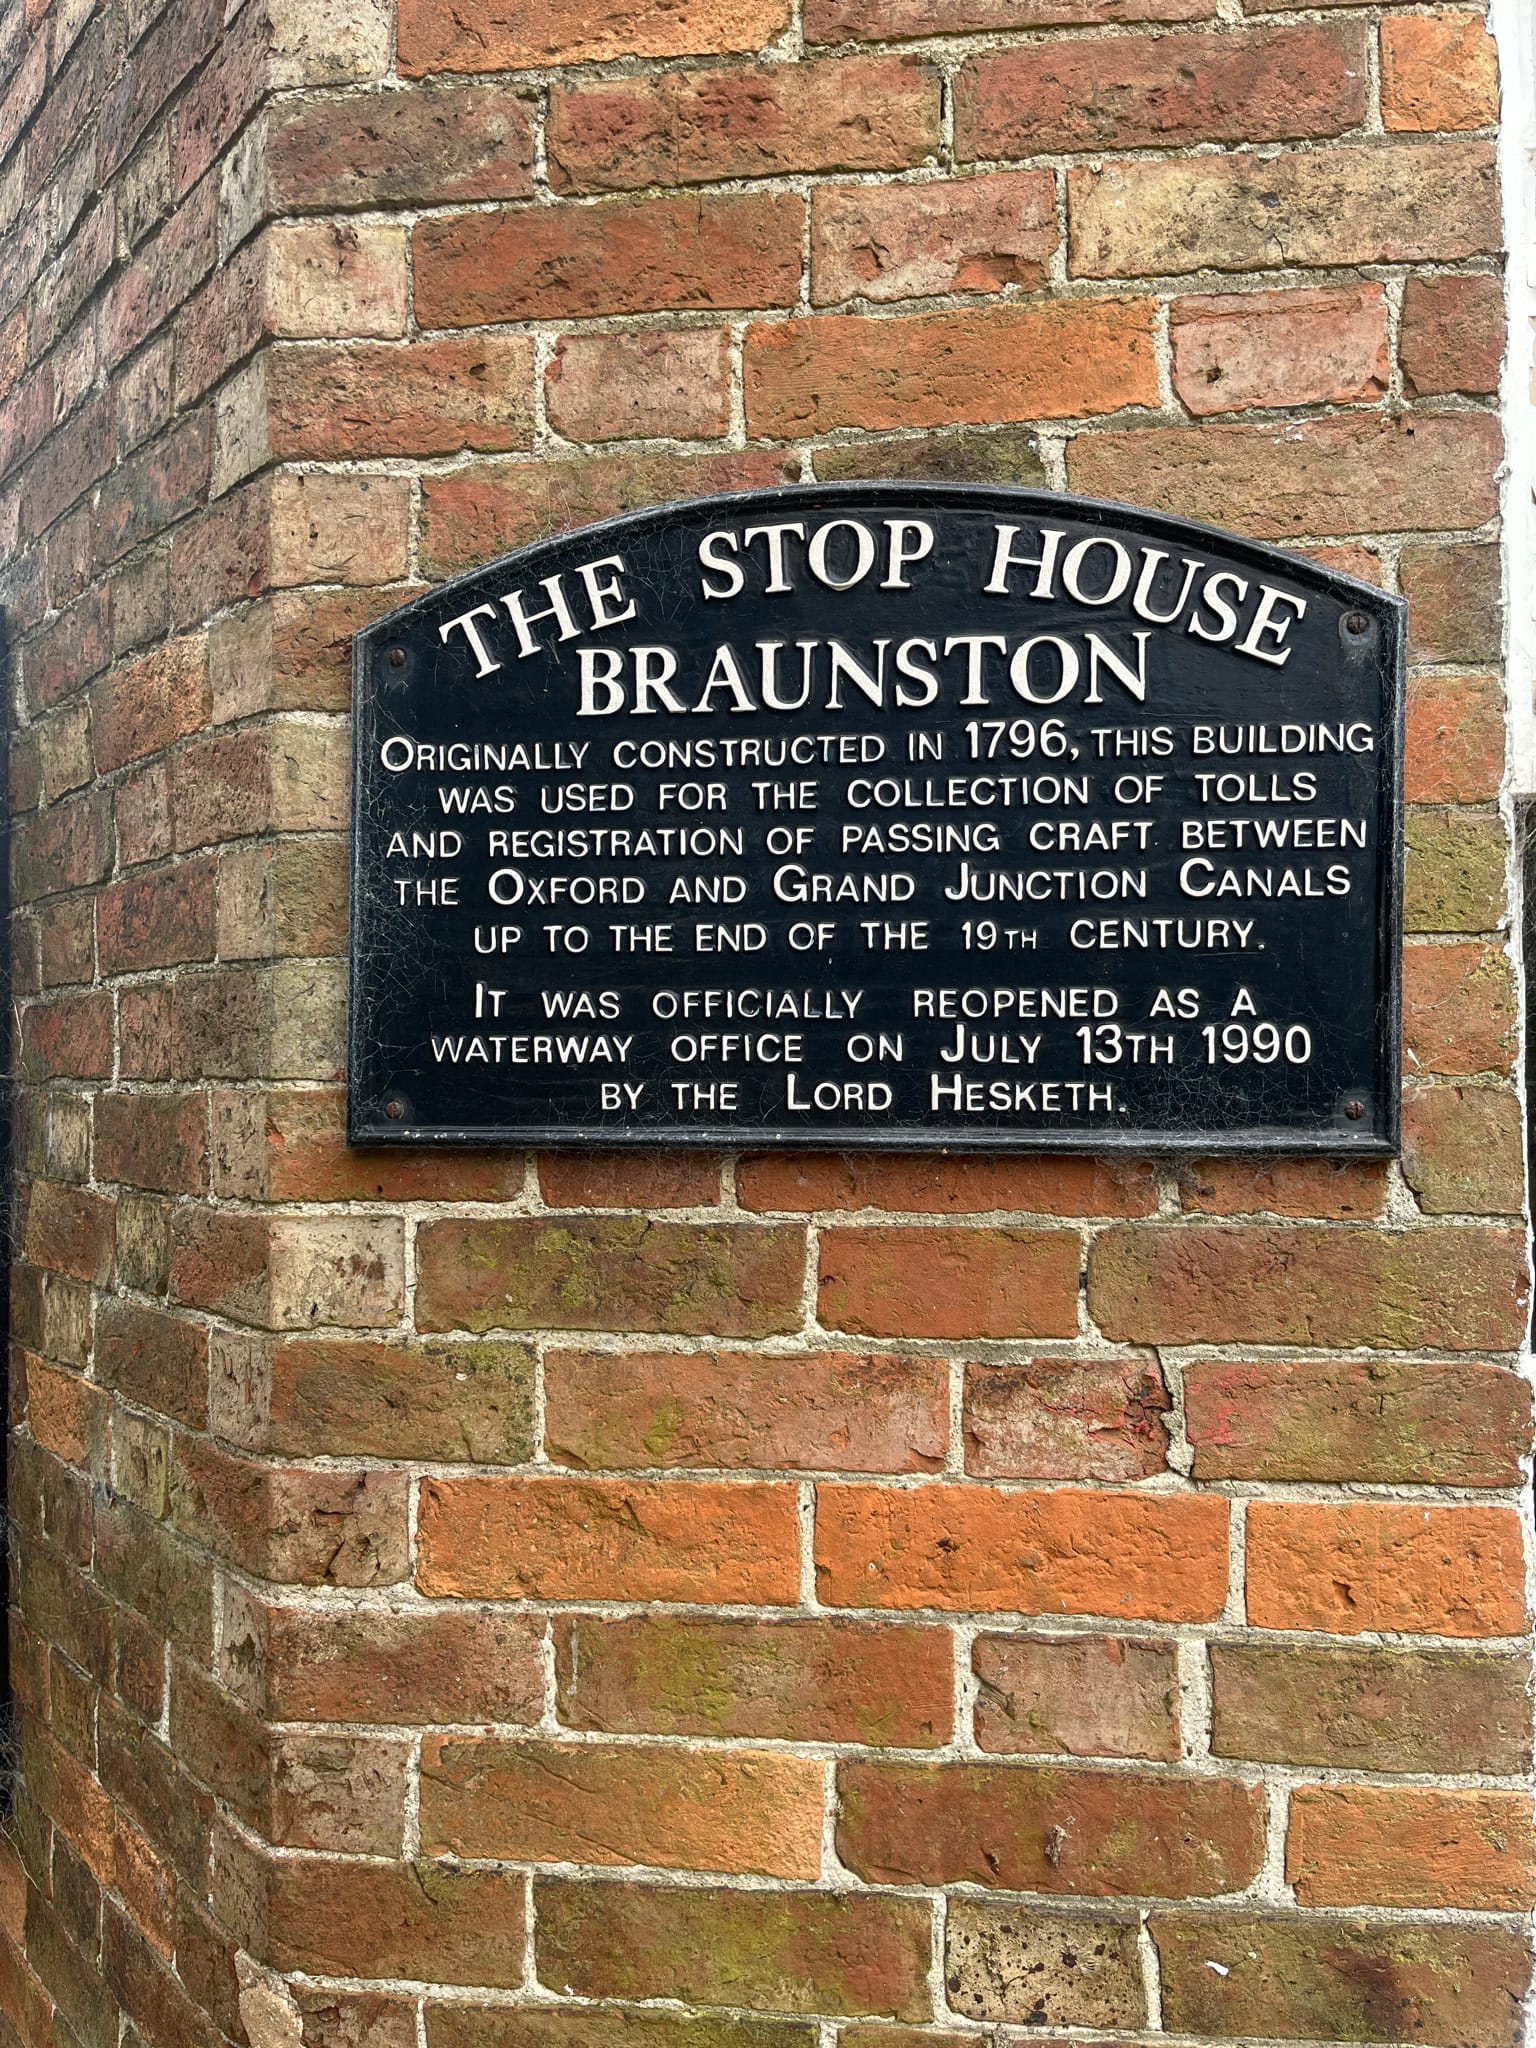 THE STOP HOUSE
BRAUNSTON
ORIGINALLY CONSTRUCTED IN 1796, THIS BUILDING
WAS USED FOR THE COLLECTION OF TOLLS
AND REGISTRATION OF PASSING CRAFT BETWEEN
THE OXFORD AND GRAND JUNCTION CANALS
UP TO THE END OF THE 19TH CENTURY.
IT WAS OFFICIALLY REOPENED AS A
WATERWAY OFFICE ON JULY 13TH 1990
BY THE LORD HESKETH.